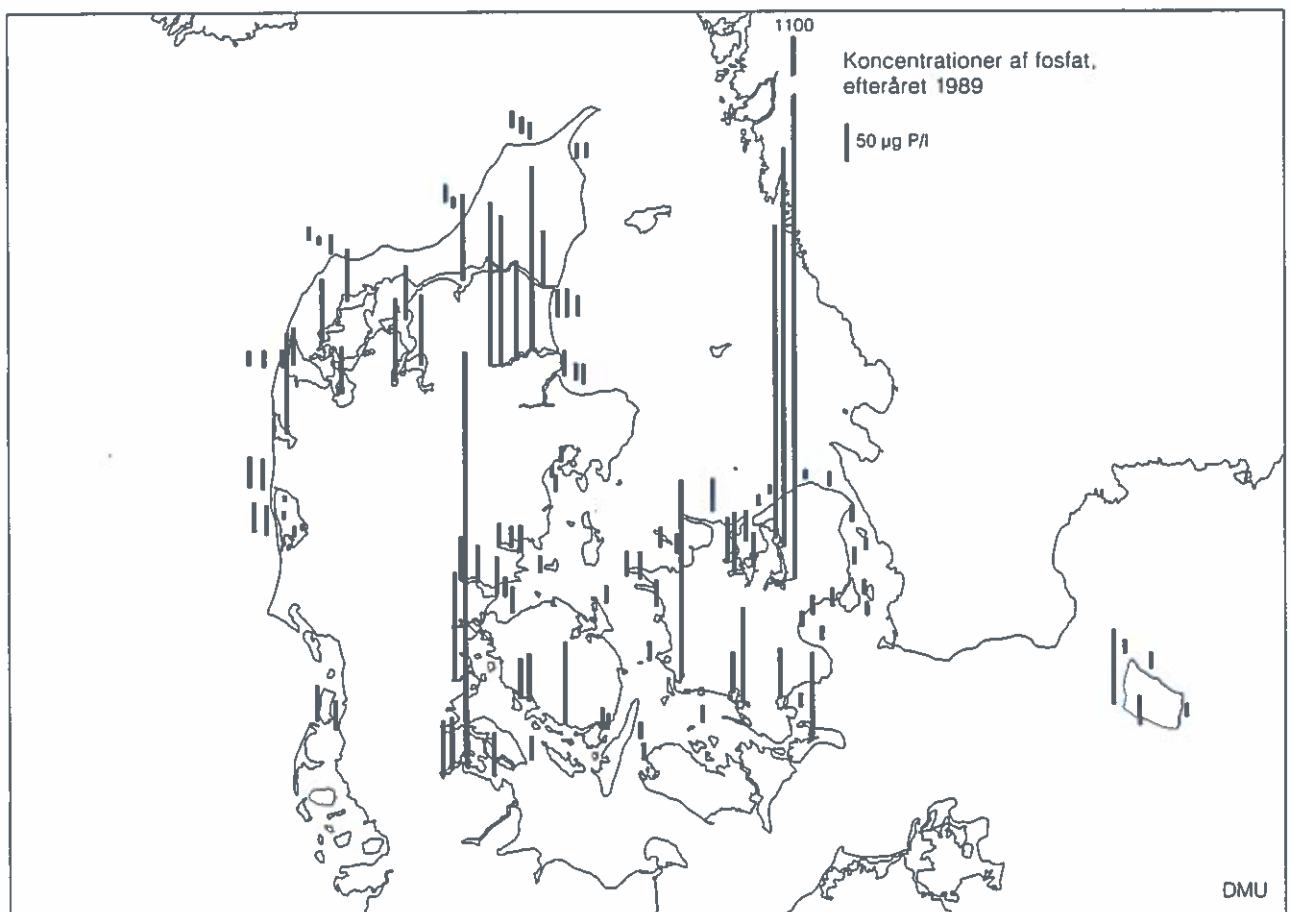 1100
Koncentrationer af fosfat,
efteråret 1989
50 µg P/l
DMU